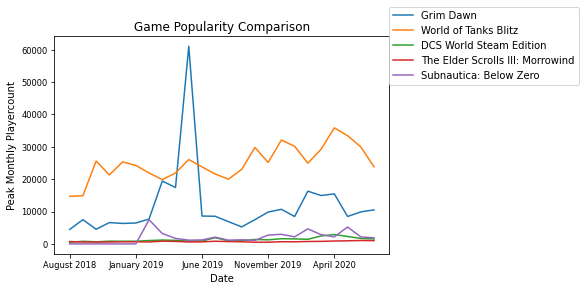 Game Popularity Comparison
Grim Dawn
World of Tanks Blitz
DCS World Steam Edition
The Elder Scrolls III: Morrowind
Subnautica: Below Zero
Peak Monthly Playercount
60000
50000
40000
30000
20000
10000
0
August 2018
January 2019
June 2019
November 2019
April 2020
Date